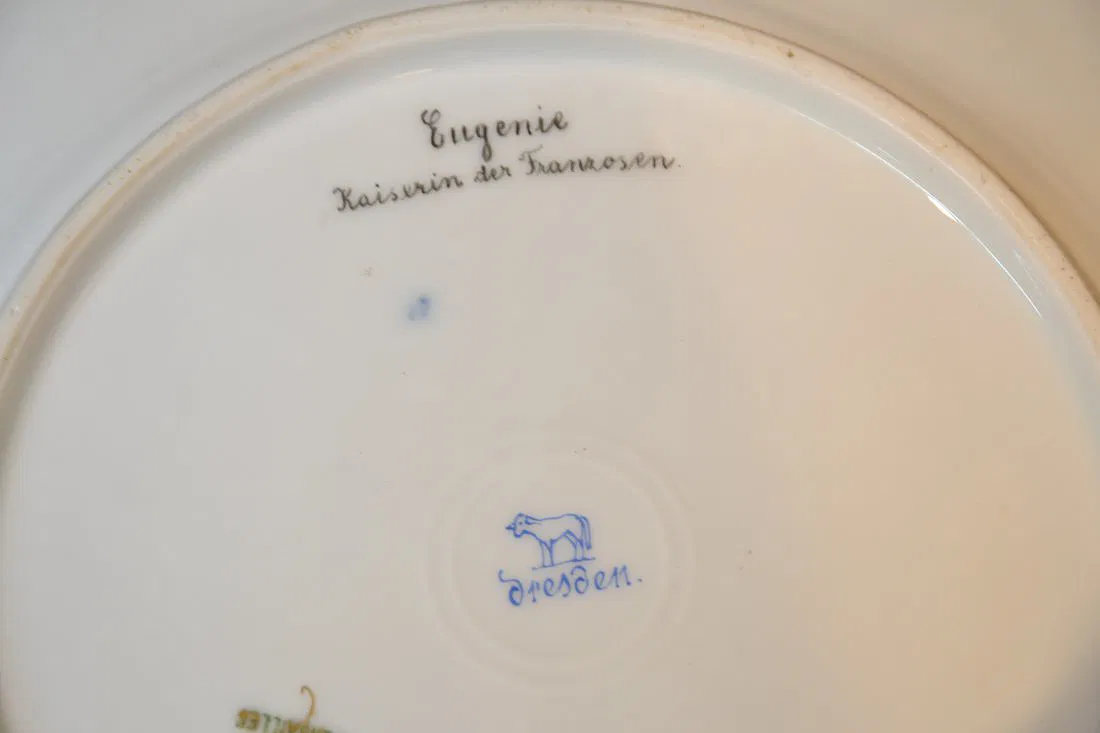 Eugenie
Kaiserin der Franzosen.
dresden.